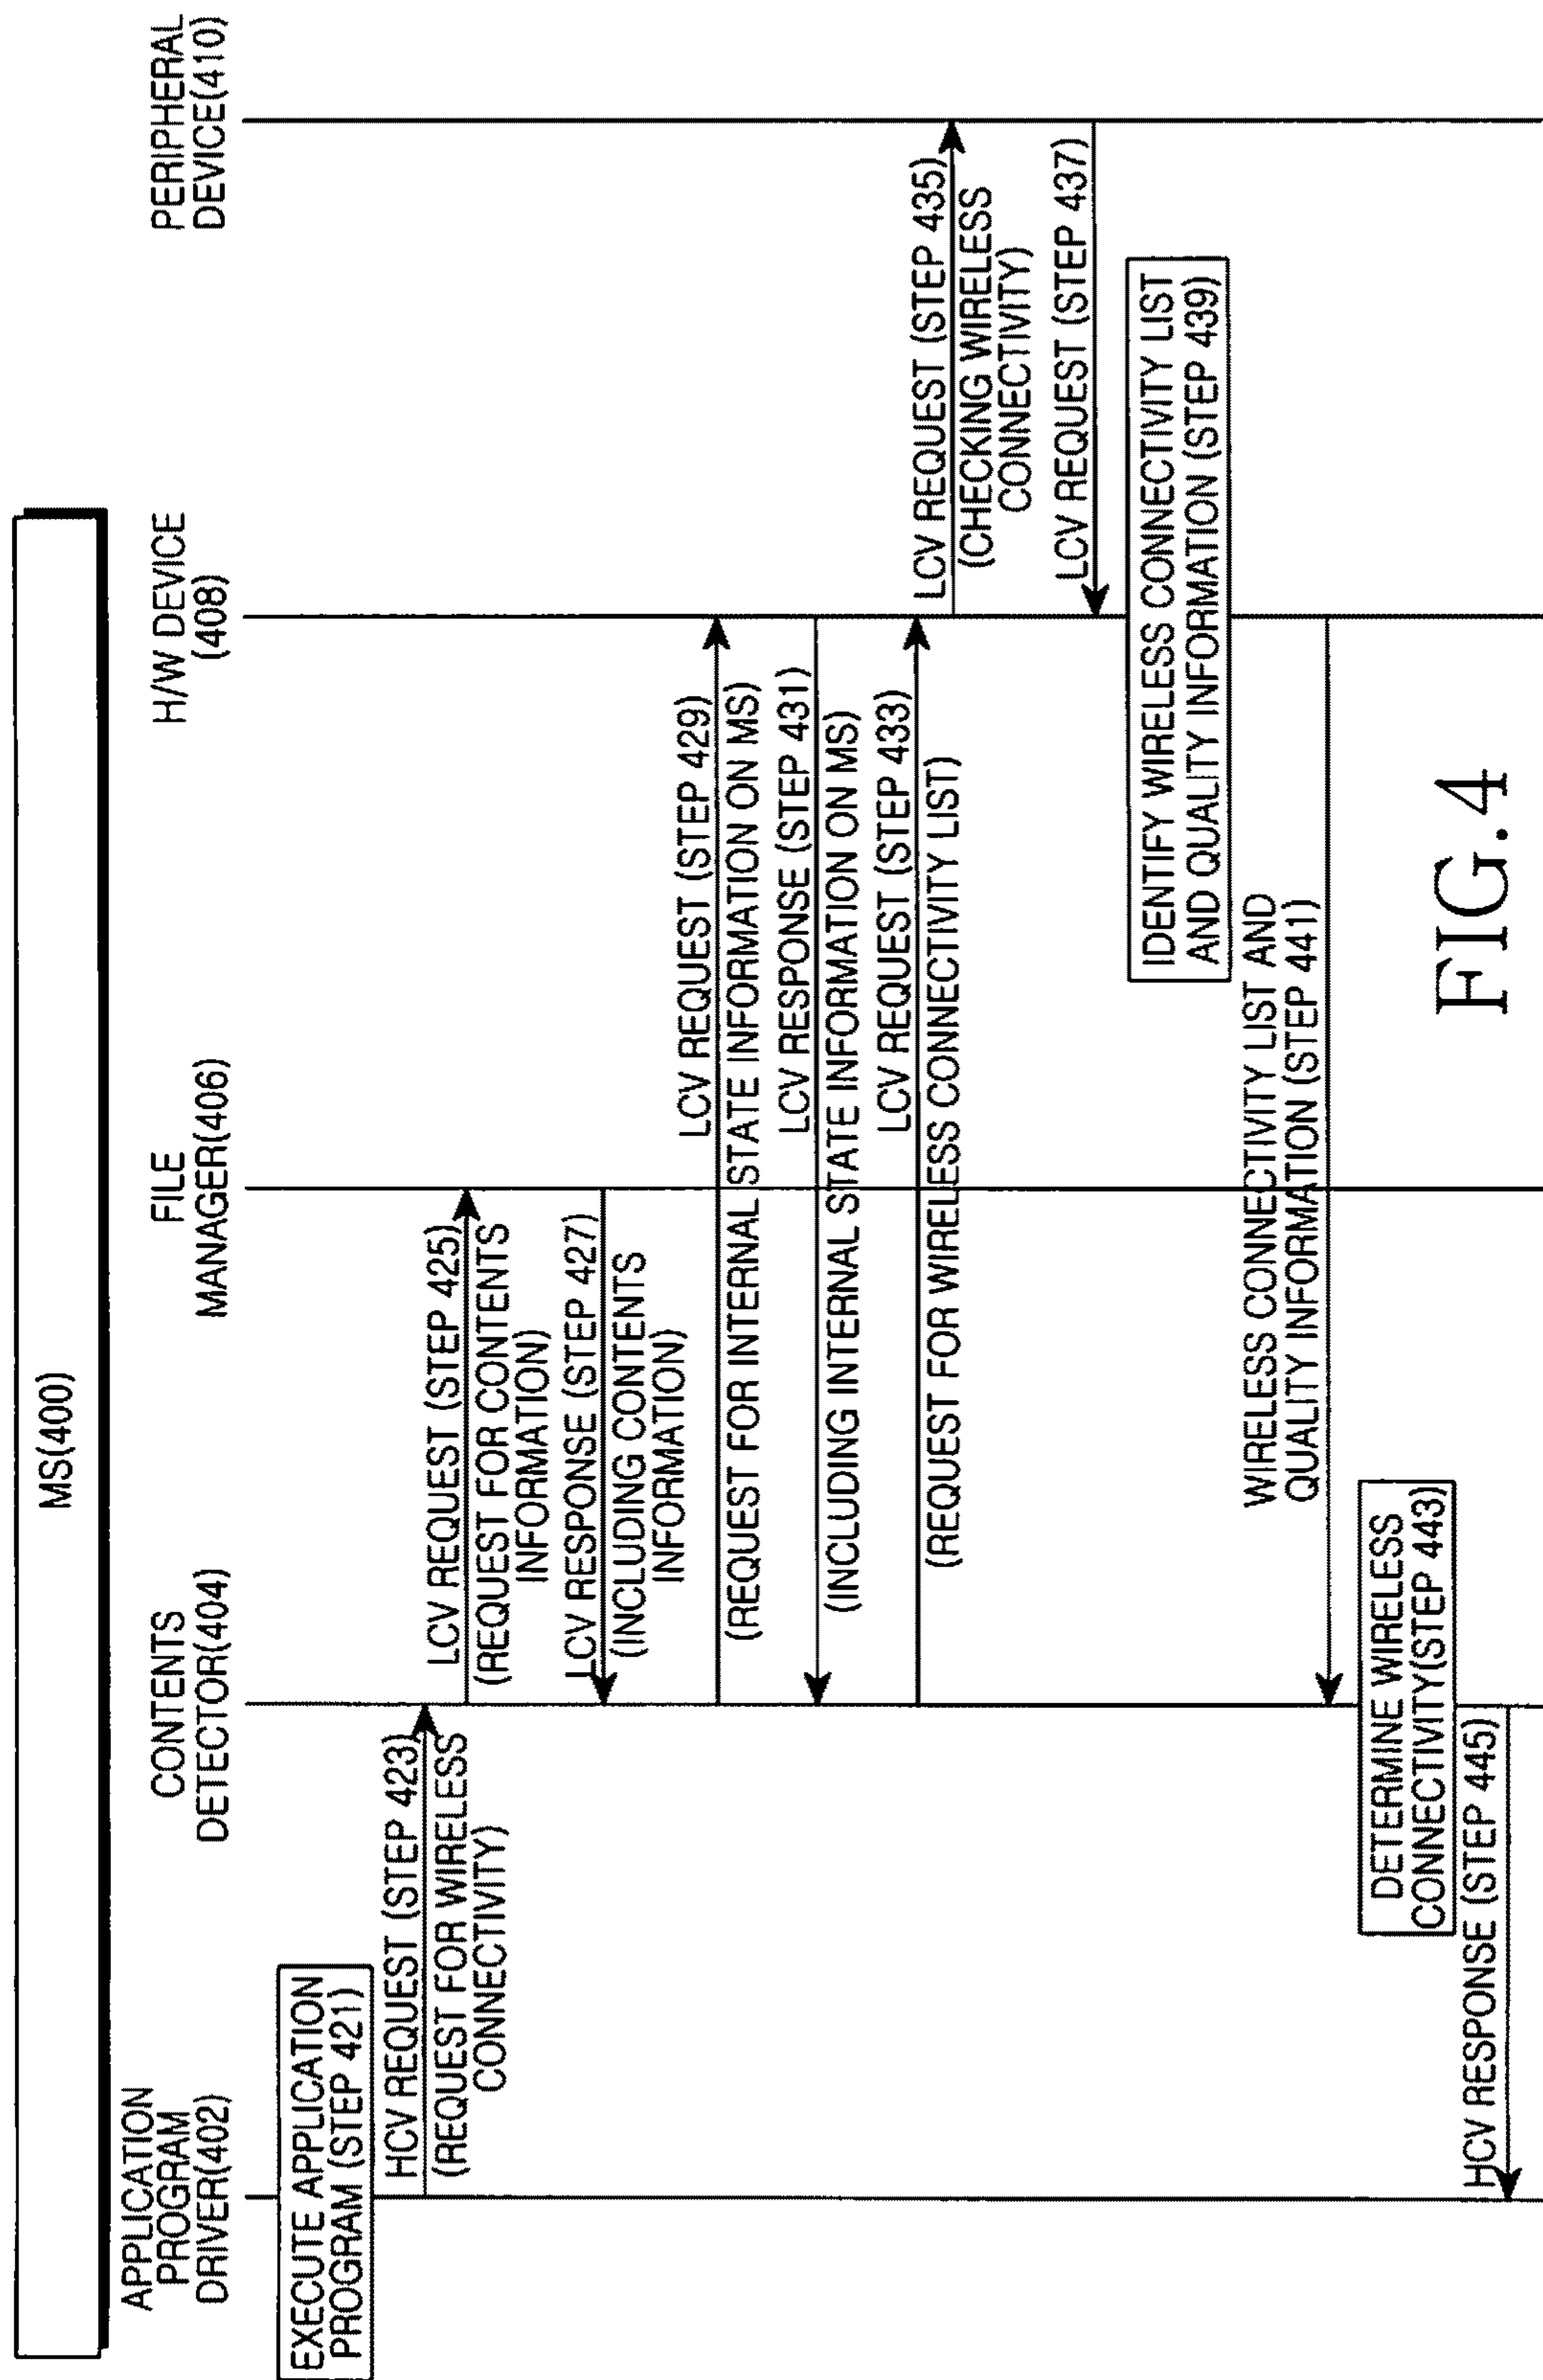 MS(400)
APPLICATION
PROGRAM
DRIVER(402)
CONTENTS
DETECTOR(404)
FILE
MANAGER(406)
H/W DEVICE
(408)
PERIPHERAL
DEVICE(410)
EXECUTE APPLICATION
PROGRAM (STEP 421)
HCV REQUEST (STEP 423)
(REQUEST FOR WIRELESS
CONNECTIVITY)
LCV REQUEST (STEP 425)
(REQUEST FOR CONTENTS
INFORMATION)
LCV RESPONSE (STEP 427)
(INCLUDING CONTENTS
INFORMATION)
LCV REQUEST (STEP 429)
(REQUEST FOR INTERNAL STATE INFORMATION ON MS)
LCV RESPONSE (STEP 431)
(INCLUDING INTERNAL STATE INFORMATION ON MS)
LCV REQUEST (STEP 433)
(REQUEST FOR WIRELESS CONNECTIVITY LIST)
LCV REQUEST (STEP 435)
(CHECKING WIRELESS
CONNECTIVITY)
LCV REQUEST (STEP 437)
IDENTIFY WIRELESS CONNECTIVITY LIST
AND QUALITY INFORMATION (STEP 439)
WIRELESS CONNECTIVITY LIST AND
QUALITY INFORMATION (STEP 441)
DETERMINE WIRELESS
CONNECTIVITY(STEP 443)
HCV RESPONSE (STEP 445)
FIG.4